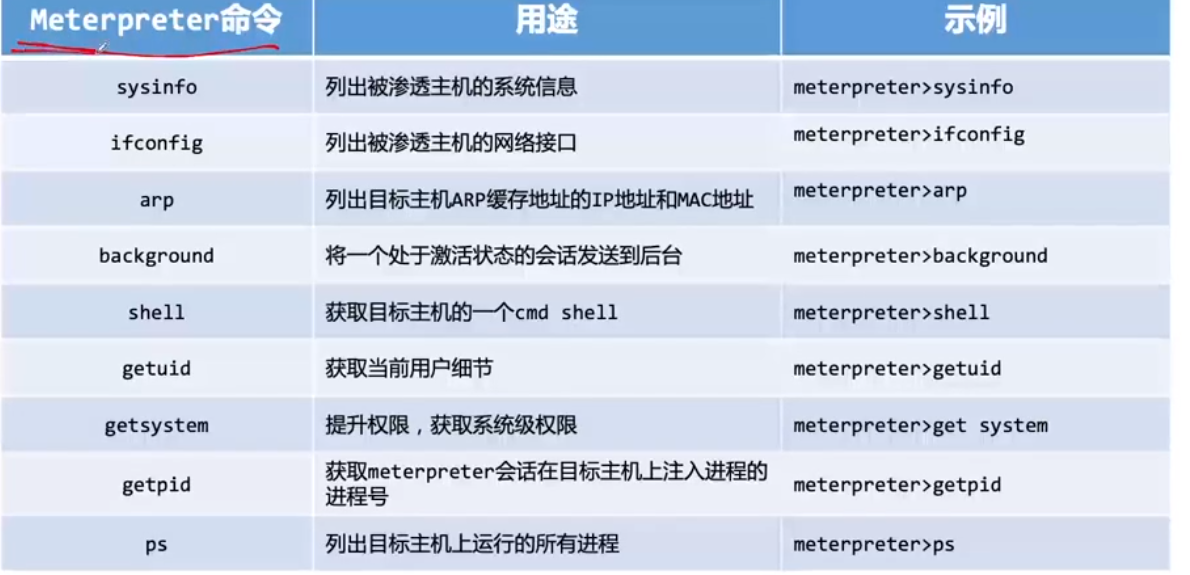 Meterpreter命令 用途 示例
sysinfo 列出被渗透主机的系统信息 meterpreter>sysinfo
ifconfig 列出被渗透主机的网络接口 meterpreter>ifconfig
arp 列出目标主机ARP缓存地址的IP地址和MAC地址 meterpreter>arp
background 将一个处于激活状态的会话发送到后台 meterpreter>background
shell 获取目标主机的一个cmd shell meterpreter>shell
getuid 获取当前用户细节 meterpreter>getuid
getsystem 提升权限，获取系统级权限 meterpreter>get system
getpid 获取meterpreter会话在目标主机上注入进程的
进程号 meterpreter>getpid
ps 列出目标主机上运行的所有进程 meterpreter>ps